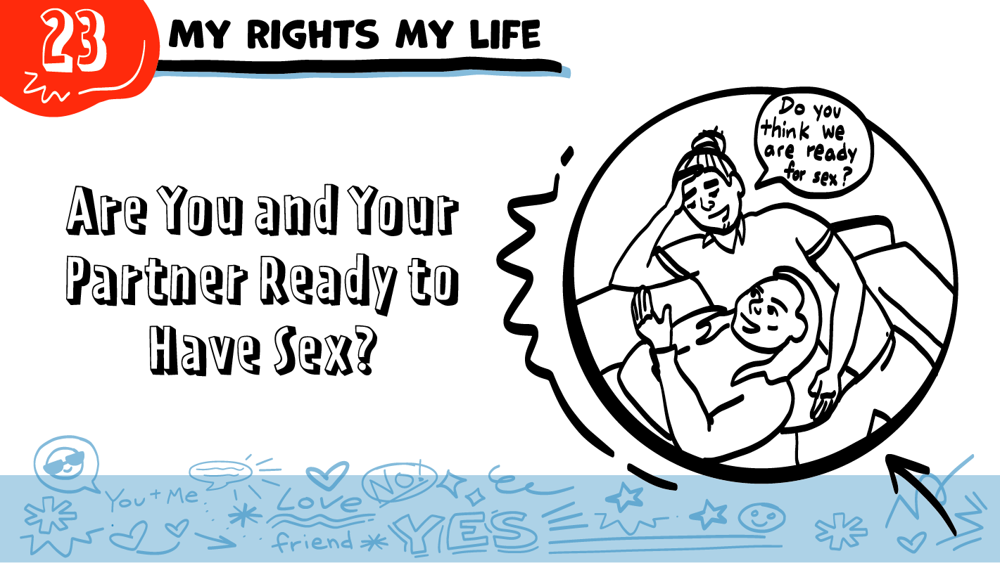 23
MY RIGHTS MY LIFE
Do you
think we
are ready
for sex?
Are You and Your
Partner Ready to
Have Sex?
You + Me
Love
No!
friend
YES
No